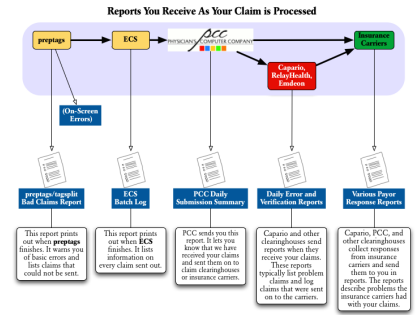 Reports You Receive As Your Claim is Processed
preptags
ECS
pcc
PHYSICIAN'S COMPUTER COMPANY
Insurance
Carriers
Capario,
RelayHealth,
Emdeon
(On-Screen
Errors)
preptags/tagsplit
Bad Claims Report
ECS
Batch Log
PCC Daily
Submission Summary
Daily Error and
Verification Reports
Various Payor
Response Reports
This report prints
out when preptags
finishes. It warns you
of basic errors and
lists claims that
could not be sent.
This report prints
out when ECS
finishes. It lists
information on
every claim sent out.
PCC sends you this
report. It lets you
know that we have
received your claims
and sent them on to
claim clearinghouses
or insurance carriers.
Capario and other
clearinghouses send
reports when they
receive your claims.
These reports
typically list problem
claims and log
claims that were sent
on to the carriers.
Capario, PCC, and
other clearinghouses
collect responses
from insurance
carriers and send
them to you in
reports. The reports
describe problems the
insurance carriers had
with your claims.